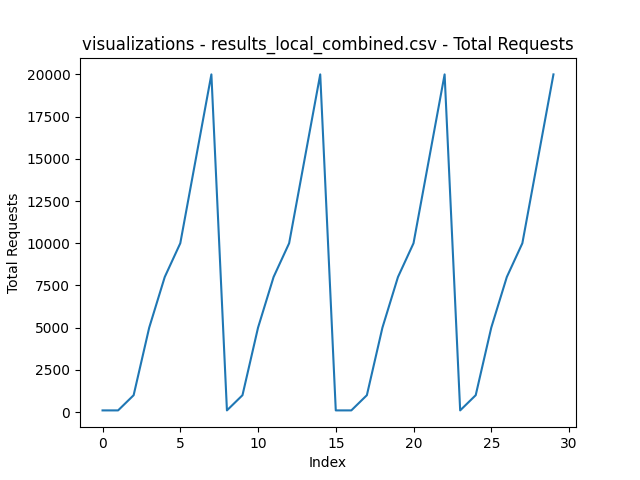 visualizations - results_local_combined.csv - Total Requests
20000
17500
15000
12500
10000
7500
5000
2500
0
Total Requests
0 5 10 15 20 25 30
Index